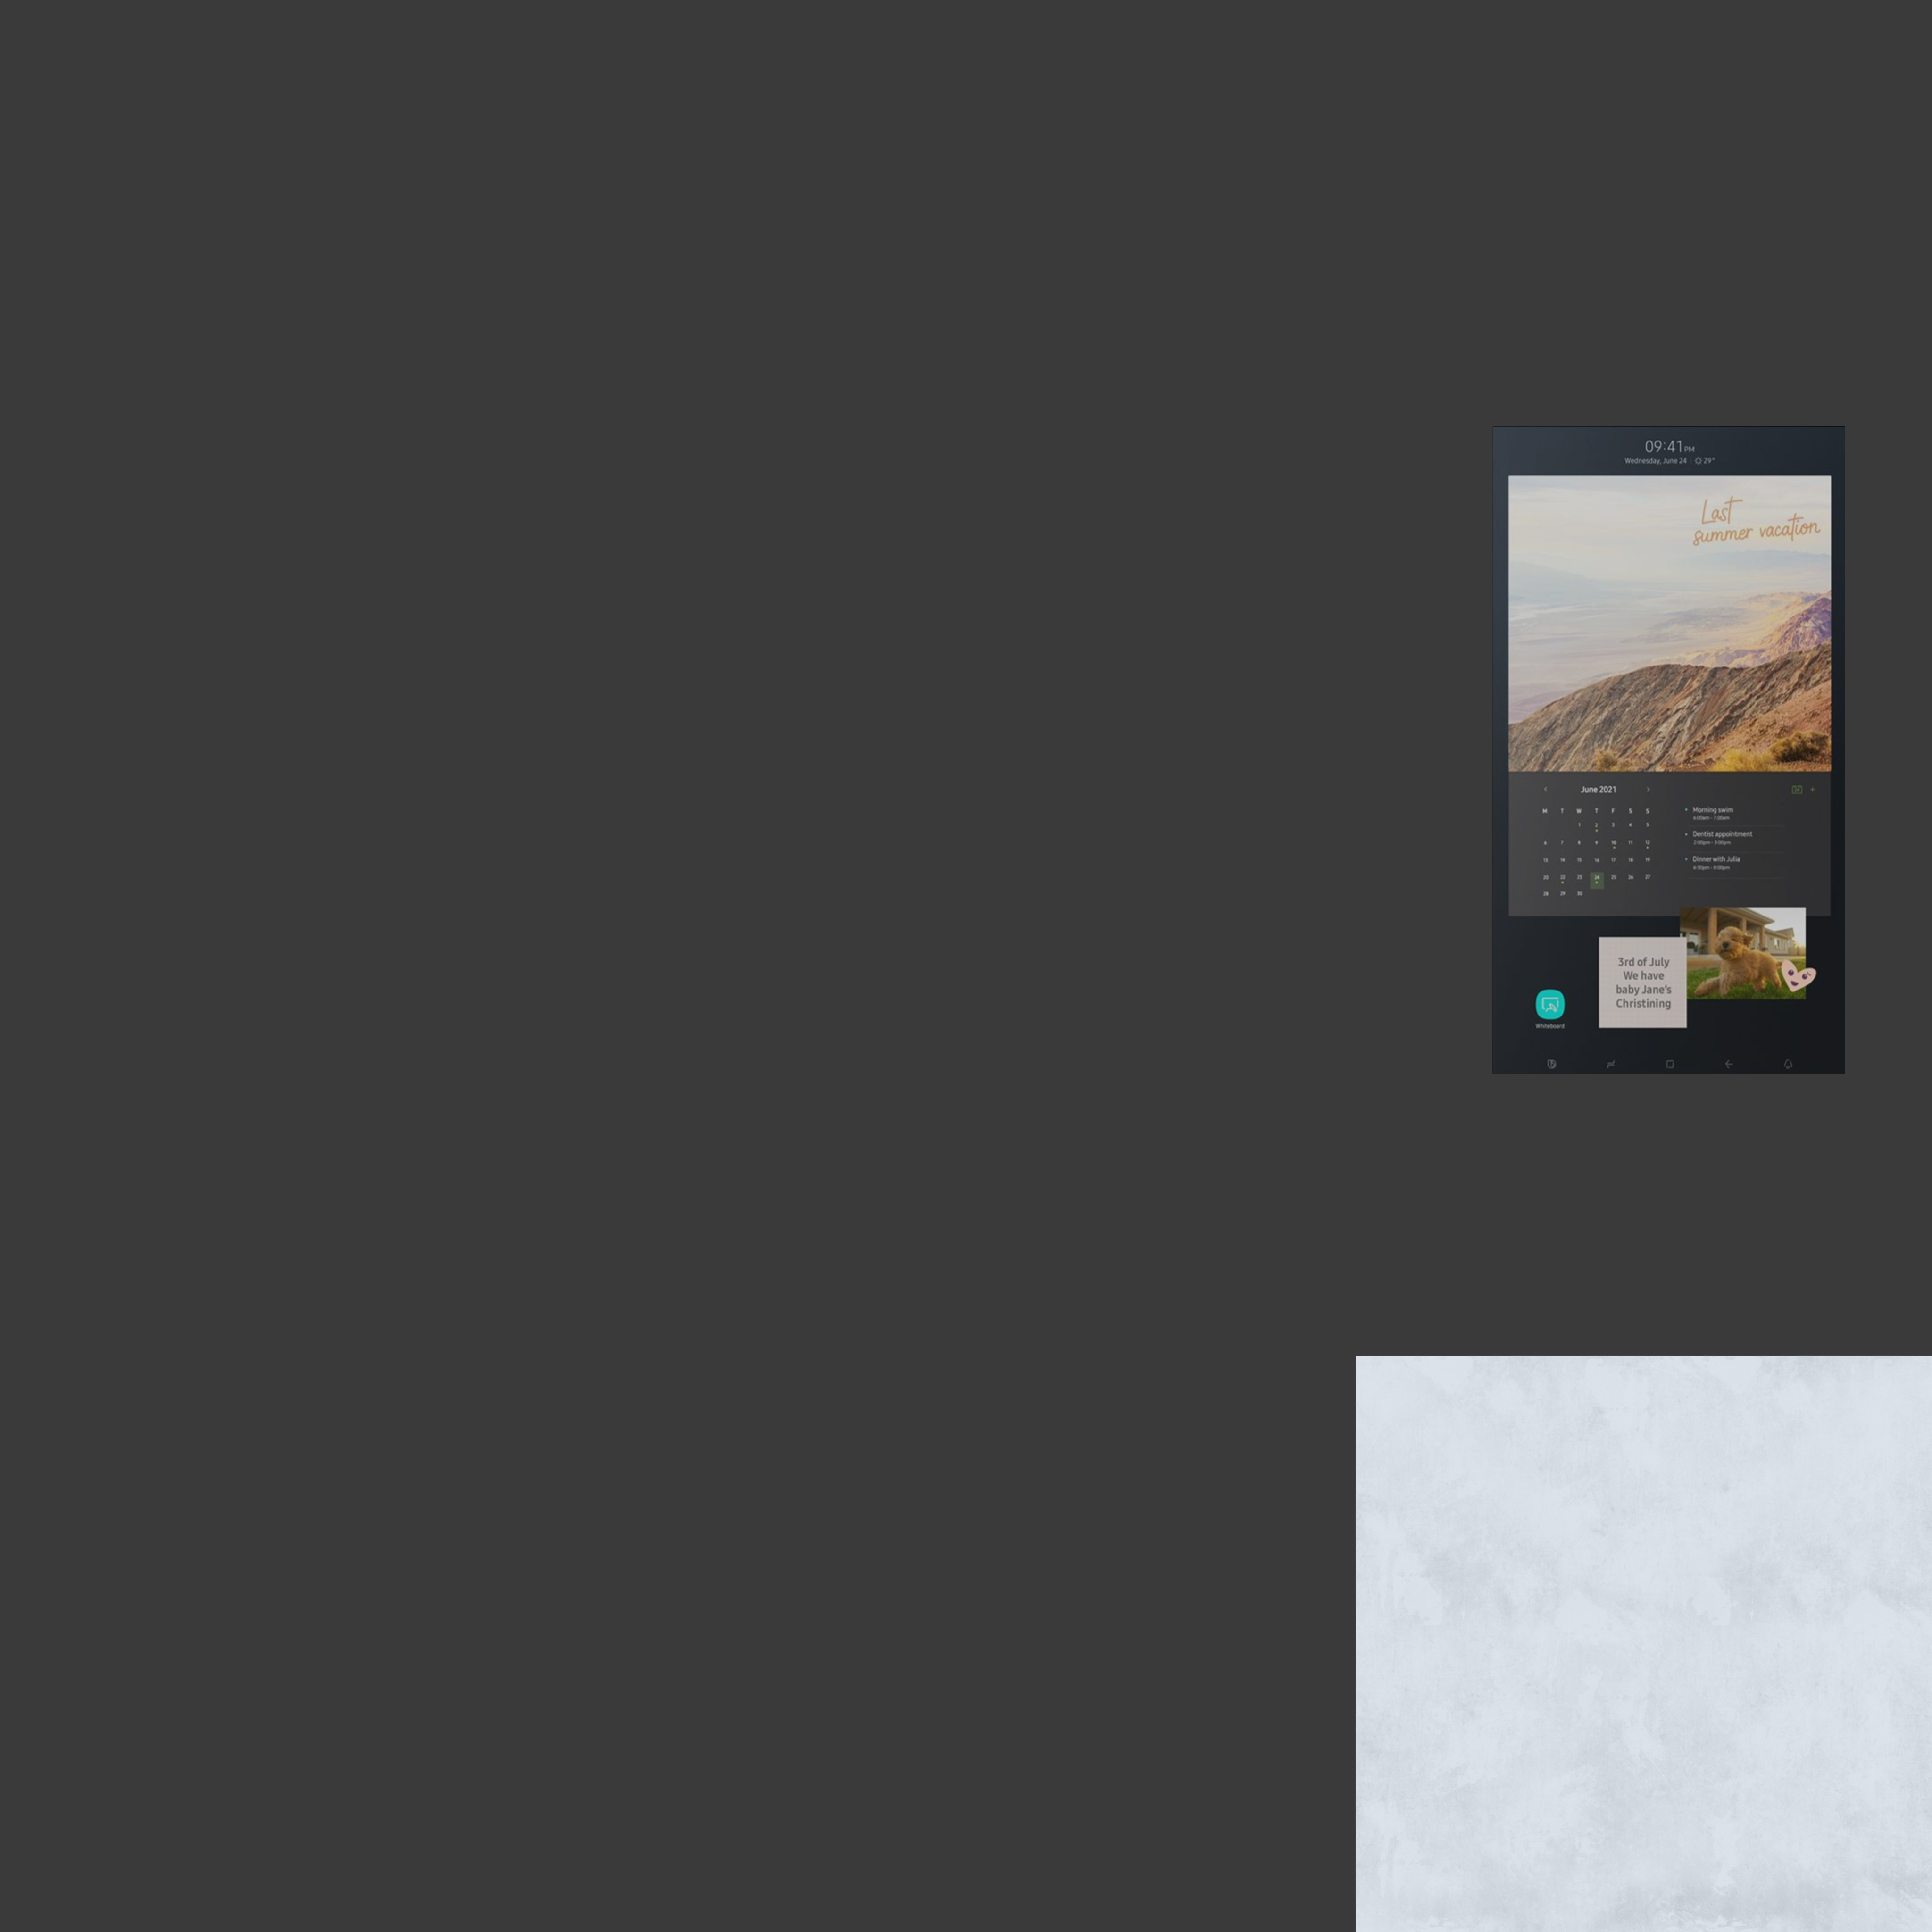 09:41 PM
Wednesday, June 24 29°
Last
summer vacation
June 2021
M T W T F S S
1 2 3 4 5
6 7 8 9 10 11 12
13 14 15 16 17 18 19
20 22 23 24 25 26 27
28 29 30
Morning swim
6:00am - 7:00am
Dentist appointment
2:00pm - 3:00pm
Dinner with Julia
6:30pm - 8:00pm
3rd of July
We have
baby Jane's
Christining
Whiteboard